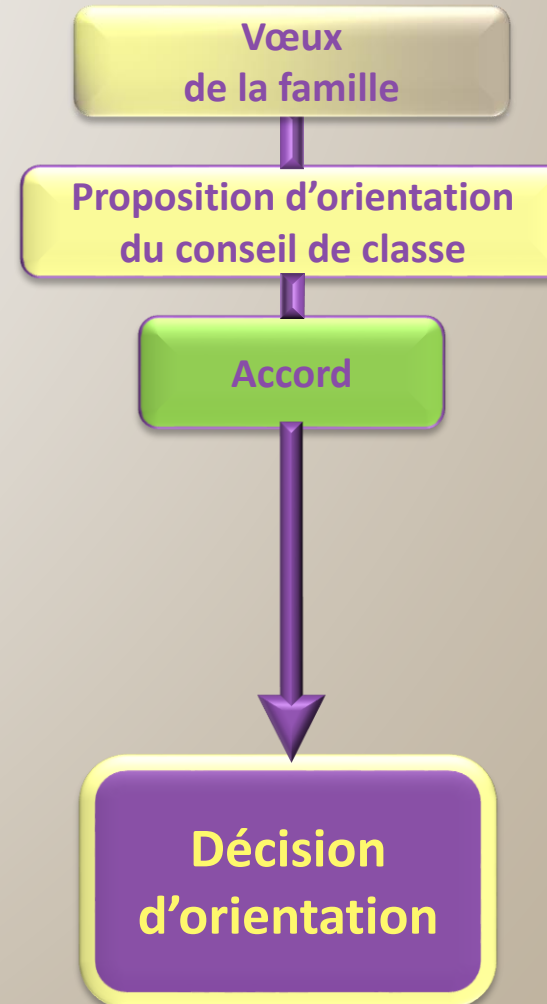 Vœux
de la famille
Proposition d’orientation
du conseil de classe
Accord
Décision
d’orientation